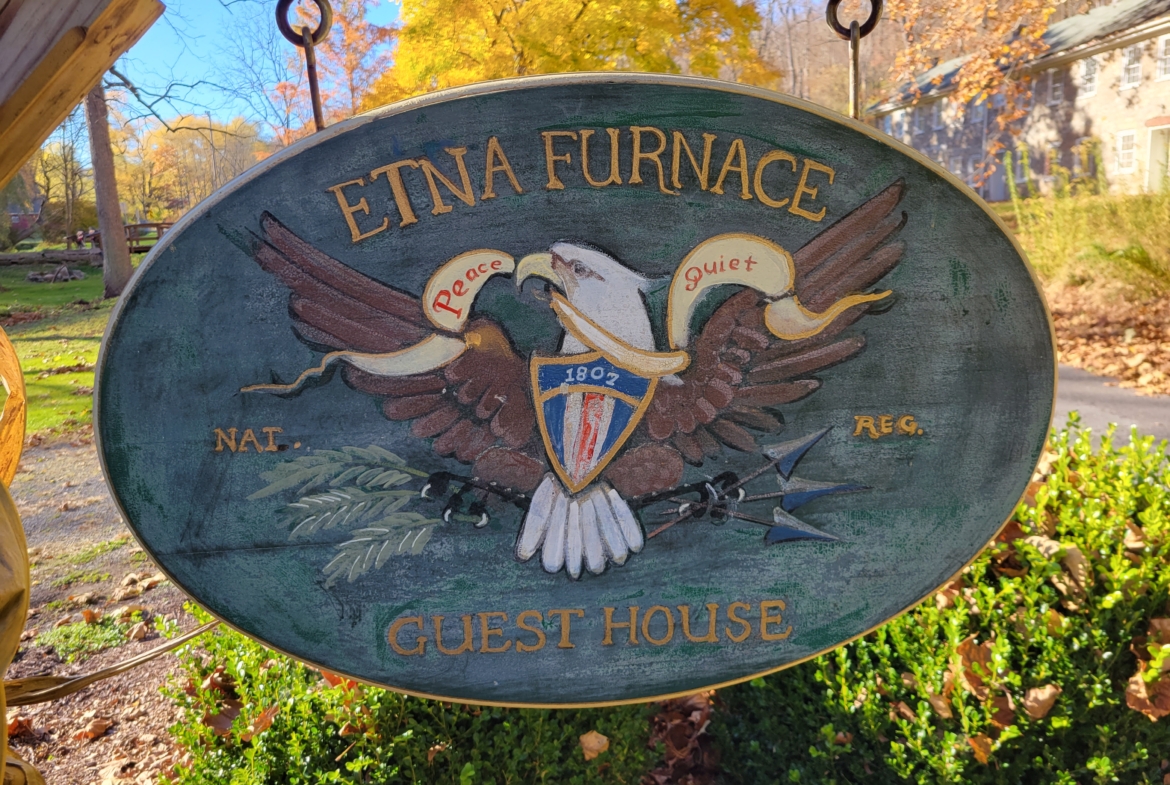 ETNA FURNACE
Peace
Quiet
1807
NAT.
REG.
GUEST HOUSE